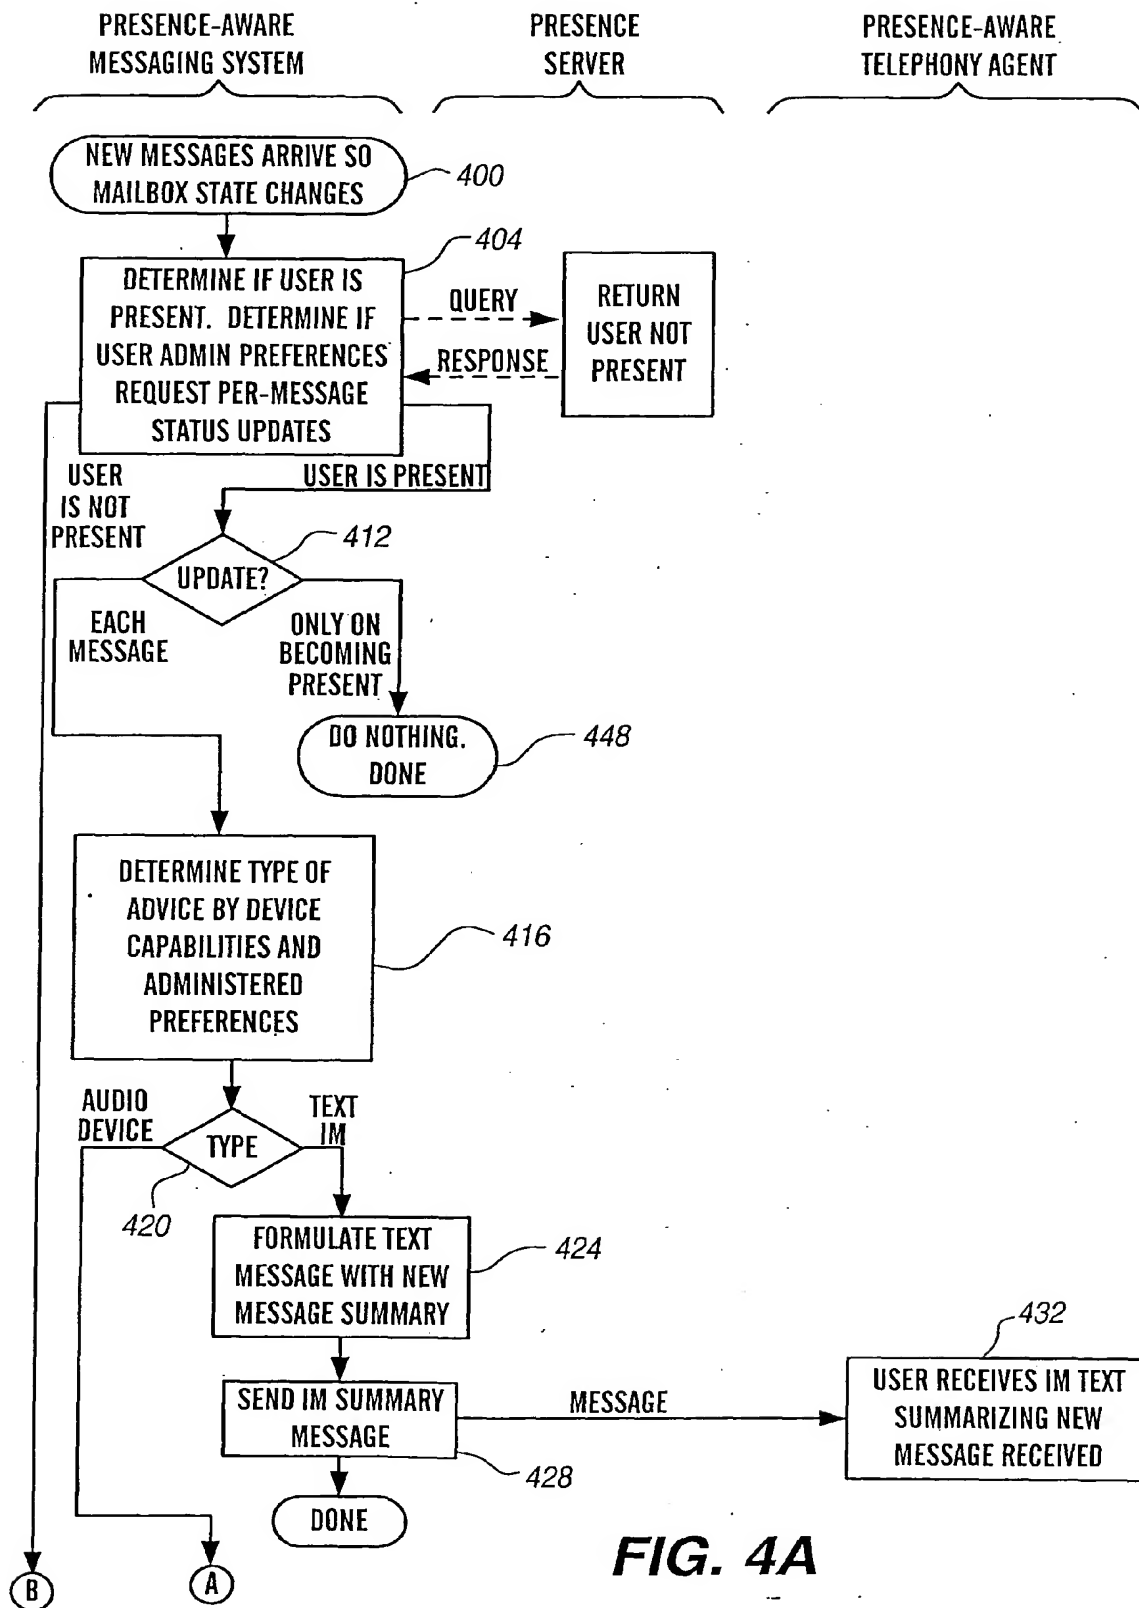 PRESENCE-AWARE
MESSAGING SYSTEM
PRESENCE
SERVER
PRESENCE-AWARE
TELEPHONY AGENT
NEW MESSAGES ARRIVE SO
MAILBOX STATE CHANGES
400
404
DETERMINE IF USER IS
PRESENT. DETERMINE IF
USER ADMIN PREFERENCES
REQUEST PER-MESSAGE
STATUS UPDATES
QUERY
RESPONSE
RETURN
USER NOT
PRESENT
USER
IS NOT
PRESENT
USER IS PRESENT
412
UPDATE?
EACH
MESSAGE
ONLY ON
BECOMING
PRESENT
DO NOTHING.
DONE
448
DETERMINE TYPE OF
ADVICE BY DEVICE
CAPABILITIES AND
ADMINISTERED
PREFERENCES
416
AUDIO
DEVICE
TYPE
TEXT
IM
420
FORMULATE TEXT
MESSAGE WITH NEW
MESSAGE SUMMARY
424
SEND IM SUMMARY
MESSAGE
428
MESSAGE
432
USER RECEIVES IM TEXT
SUMMARIZING NEW
MESSAGE RECEIVED
DONE
B
A
FIG. 4A